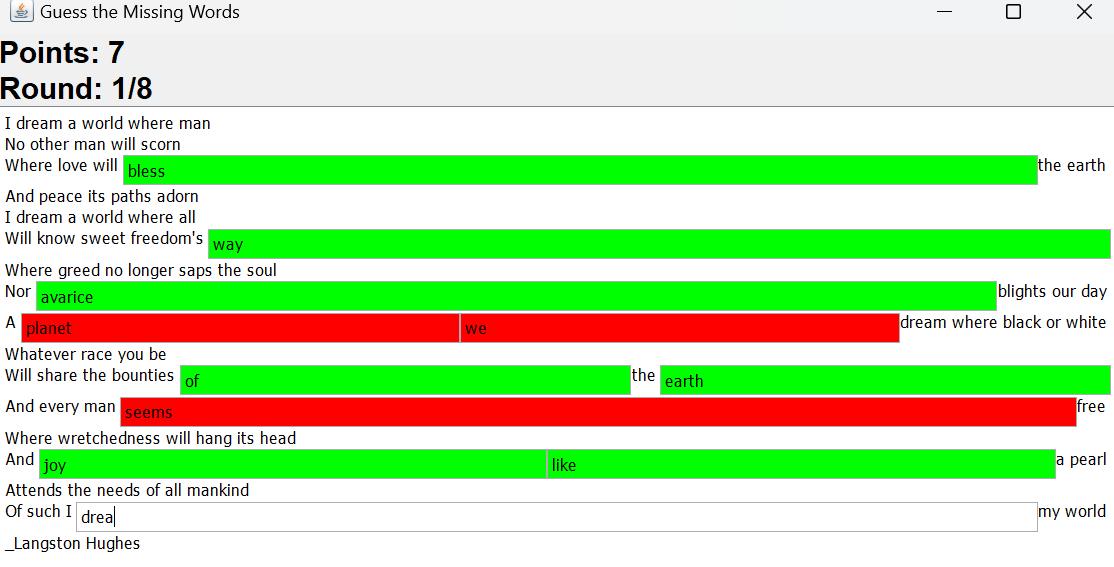 Guess the Missing Words
Points: 7
Round: 1/8
I dream a world where man
No other man will scorn
Where love will bless the earth
And peace its paths adorn
I dream a world where all
Will know sweet freedom's way
Where greed no longer saps the soul
Nor avarice blights our day
A planet we dream where black or white
Whatever race you be
Will share the bounties of the earth
And every man seems free
Where wretchedness will hang its head
And joy like a pearl
Attends the needs of all mankind
Of such I drea my world
_Langston Hughes